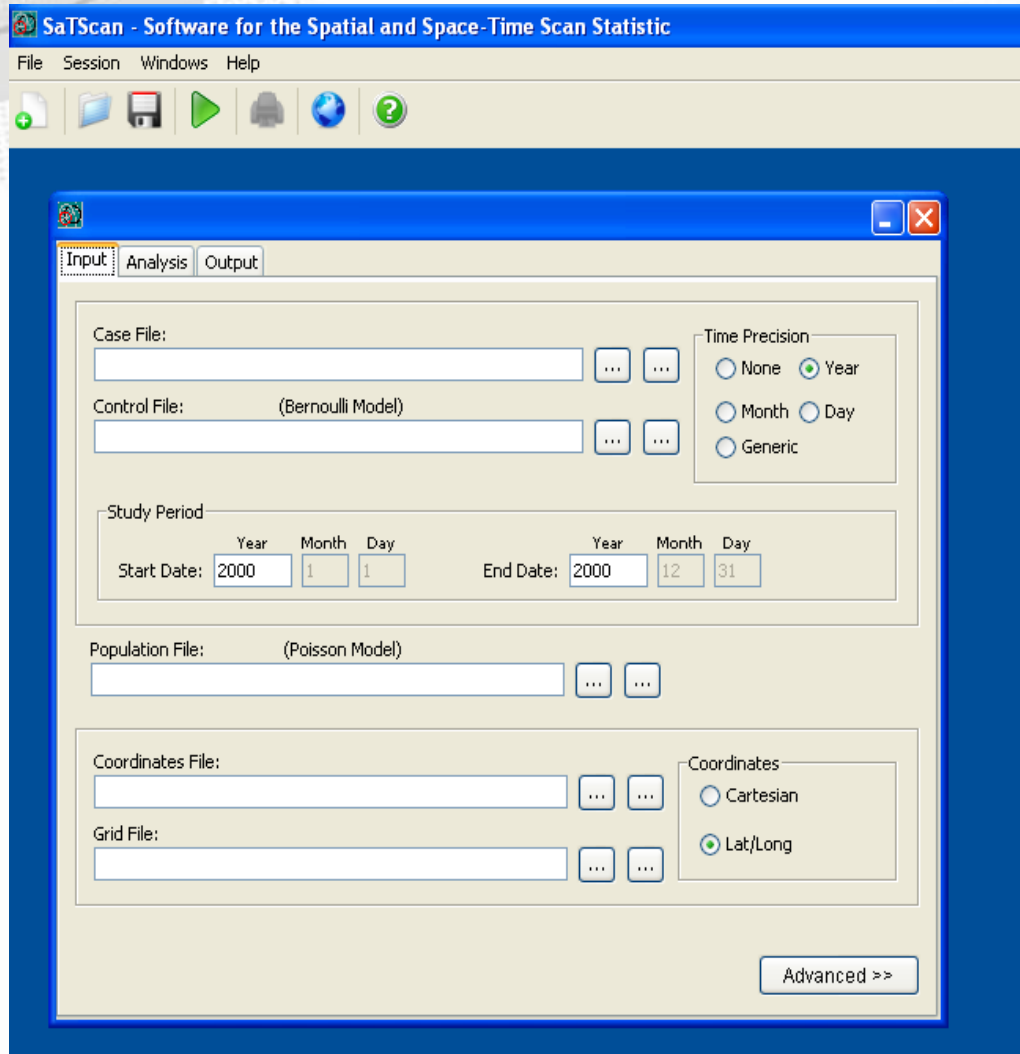 SaTScan - Software for the Spatial and Space-Time Scan Statistic
File Session Windows Help
Input Analysis Output
Case File:
... ...
Time Precision
None Year
Control File: (Bernoulli Model)
... ...
Month Day
Generic
Study Period
Year Month Day Year Month Day
Start Date: 2000 1 1 End Date: 2000 12 31
Population File: (Poisson Model)
... ...
Coordinates File:
... ...
Coordinates
Cartesian
Grid File:
... ...
Lat/Long
Advanced >>